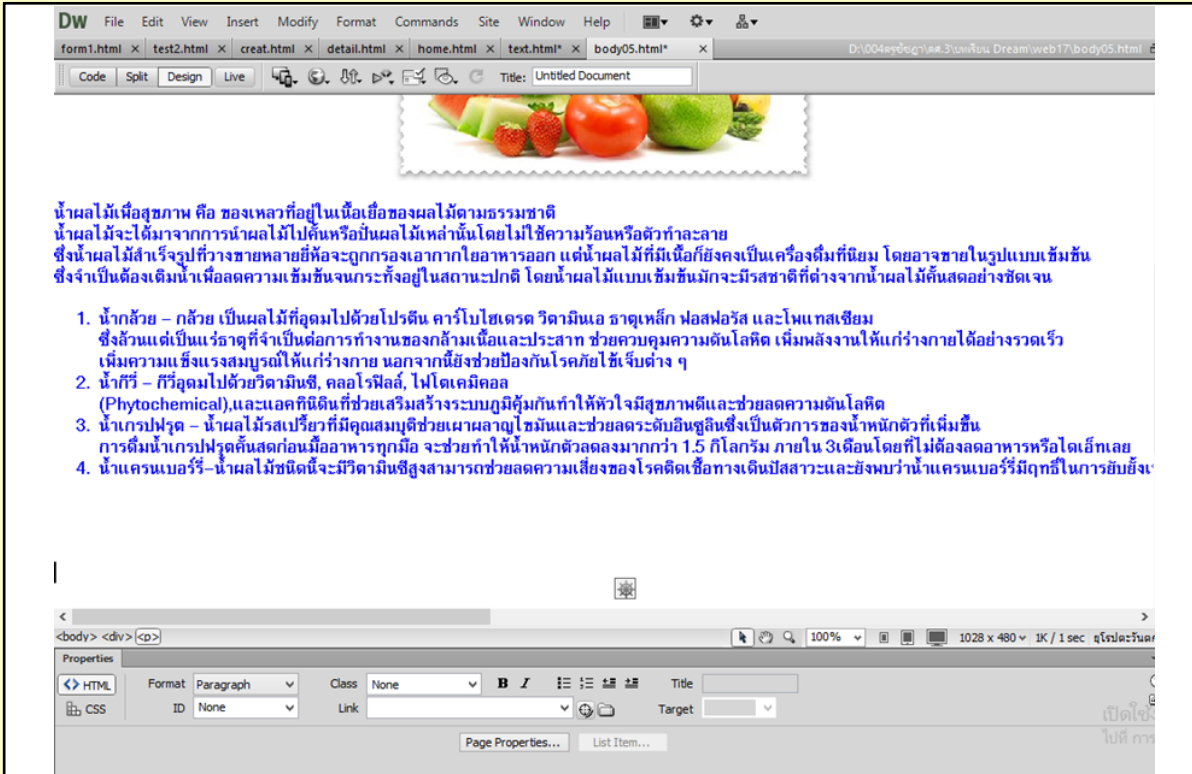 DW File Edit View Insert Modify Format Commands Site Window Help
form1.html × test2.html × creat.html × detail.html × home.html × text.html* × body05.html* × D:\004ครูชัชฎา\ศศ.3\บทเรียน Dream\web17\body05.html
Code Split Design Live Title: Untitled Document
น้ำผลไม้เพื่อสุขภาพ คือ ของเหลวที่อยู่ในเนื้อเยื่อของผลไม้ตามธรรมชาติ
น้ำผลไม้จะได้มาจากการนำผลไม้ไปคั้นหรือปั่นผลไม้เหล่านั้นโดยไม่ใช้ความร้อนหรือตัวทำละลาย
ซึ่งน้ำผลไม้สำเร็จรูปที่วางขายหลายยี่ห้อจะถูกกรองเอากากใยอาหารออก แต่น้ำผลไม้ที่มีเนื้อก็ยังคงเป็นเครื่องดื่มที่นิยม โดยอาจขายในรูปแบบเข้มข้น
ซึ่งจำเป็นต้องเติมน้ำเพื่อลดความเข้มข้นจนกระทั้งอยู่ในสถานะปกติ โดยน้ำผลไม้แบบเข้มข้นมักจะมีรสชาติที่ต่างจากน้ำผลไม้คั้นสดอย่างชัดเจน
1. น้ำกล้วย – กล้วย เป็นผลไม้ที่อุดมไปด้วยโปรตีน คาร์โบไฮเดรต วิตามินเอ ธาตุเหล็ก ฟอสฟอรัส และโพแทสเซียม
ซึ่งล้วนแต่เป็นแร่ธาตุที่จำเป็นต่อการทำงานของกล้ามเนื้อและประสาท ช่วยควบคุมความดันโลหิต เพิ่มพลังงานให้แก่ร่างกายได้อย่างรวดเร็ว
เพิ่มความแข็งแรงสมบูรณ์ให้แก่ร่างกาย นอกจากนี้ยังช่วยป้องกันโรคภัยไข้เจ็บต่าง ๆ
2. น้ำกีวี่ – กีวี่อุดมไปด้วยวิตามินซี, คลอโรฟิลล์, ไฟโตเคมิคอล
(Phytochemical),และแอคทินิดินที่ช่วยเสริมสร้างระบบภูมิคุ้มกันทำให้หัวใจมีสุขภาพดีและช่วยลดความดันโลหิต
3. น้ำเกรปฟรุต – น้ำผลไม้รสเปรี้ยวที่มีคุณสมบุติช่วยเผาผลาญไขมันและช่วยลดระดับอินซูลินซึ่งเป็นตัวการของน้ำหนักตัวที่เพิ่มขึ้น
การดื่มน้ำเกรปฟรุตคั้นสดก่อนมื้ออาหารทุกมื้อ จะช่วยทำให้น้ำหนักตัวลดลงมากกว่า 1.5 กิโลกรัม ภายใน 3เดือนโดยที่ไม่ต้องลดอาหารหรือไดเอ็ทเลย
4. น้ำแครนเบอร์รี่–น้ำผลไม้ชนิดนี้จะมีวิตามินซีสูงสามารถช่วยลดความเสี่ยงของโรคติดเชื้อทางเดินปัสสาวะและยังพบว่าน้ำแครนเบอร์รี่มีฤทธิ์ในการยับยั้ง
<body> <div> <p> 100% 1028 x 480 1K / 1 sec ยุโรปตะวันตก
Properties
<> HTML Format Paragraph Class None B I Title
CSS ID None Link Target
เปิดใช้
Page Properties... List Item... ไปที่ การ